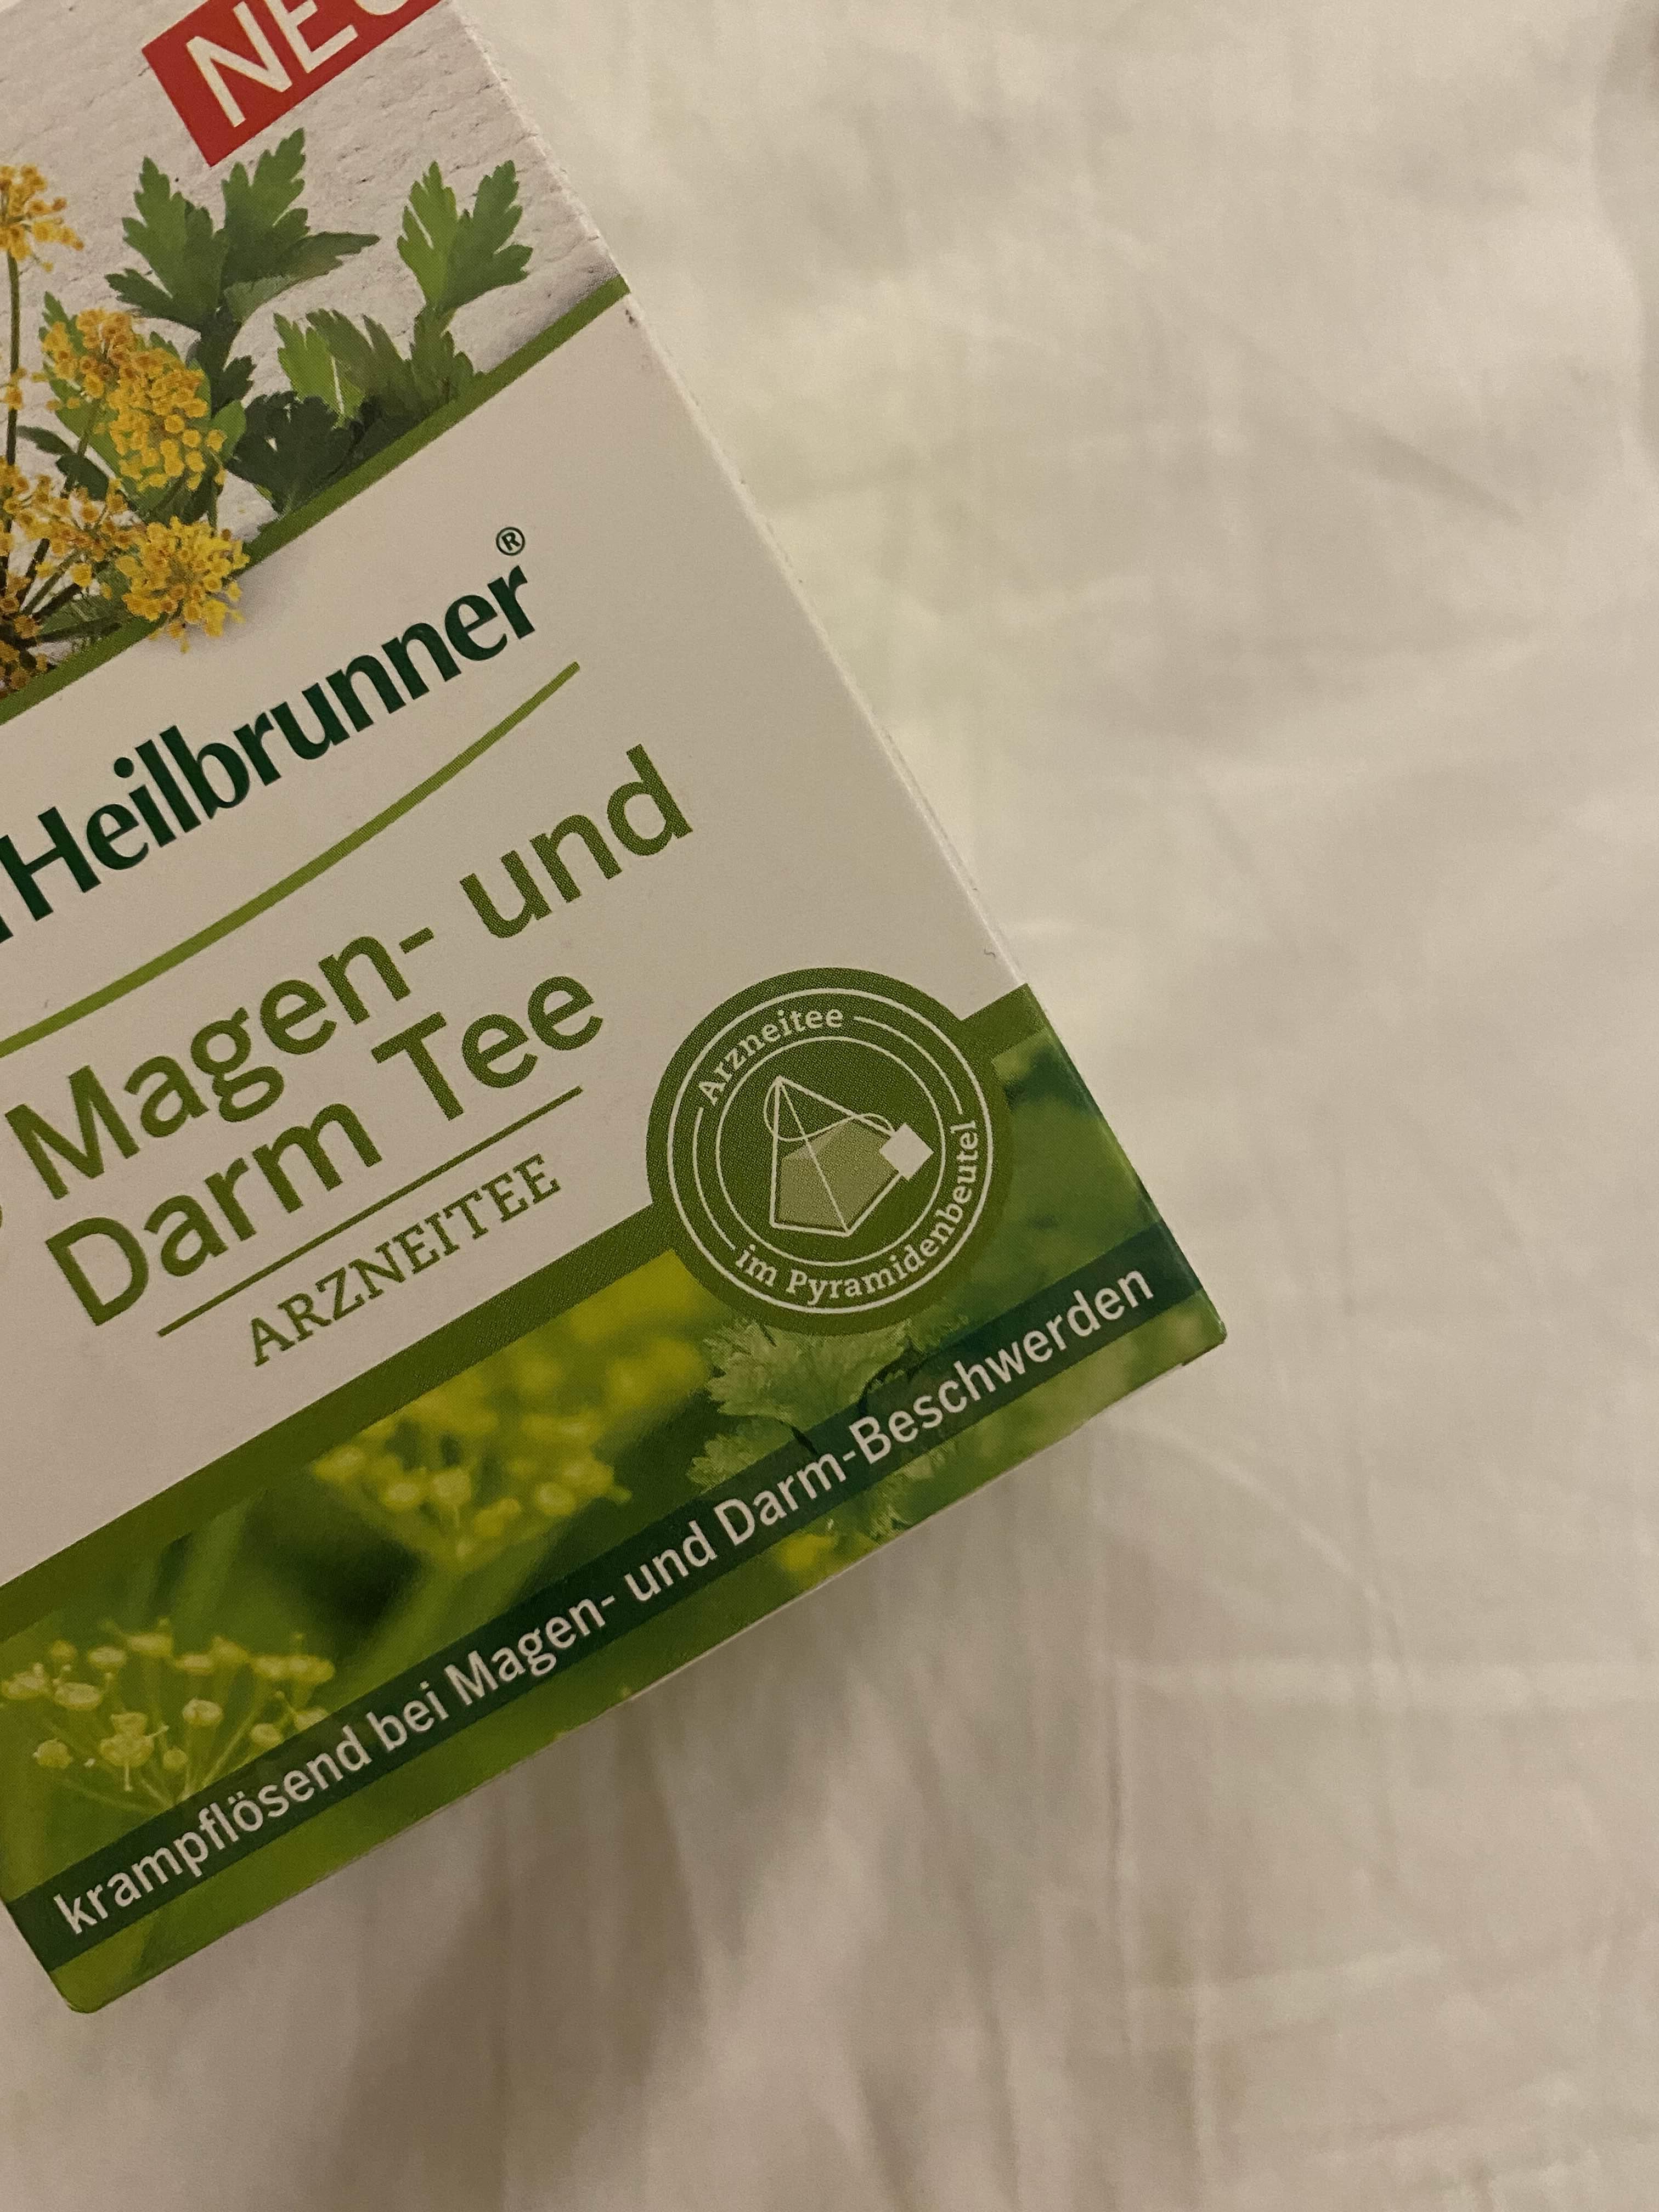 Heilbrunner®
Magen- und
Darm Tee
ARZNEITEE
Arzneitee
im Pyramidenbeutel
krampflösend bei Magen- und Darm-Beschwerden